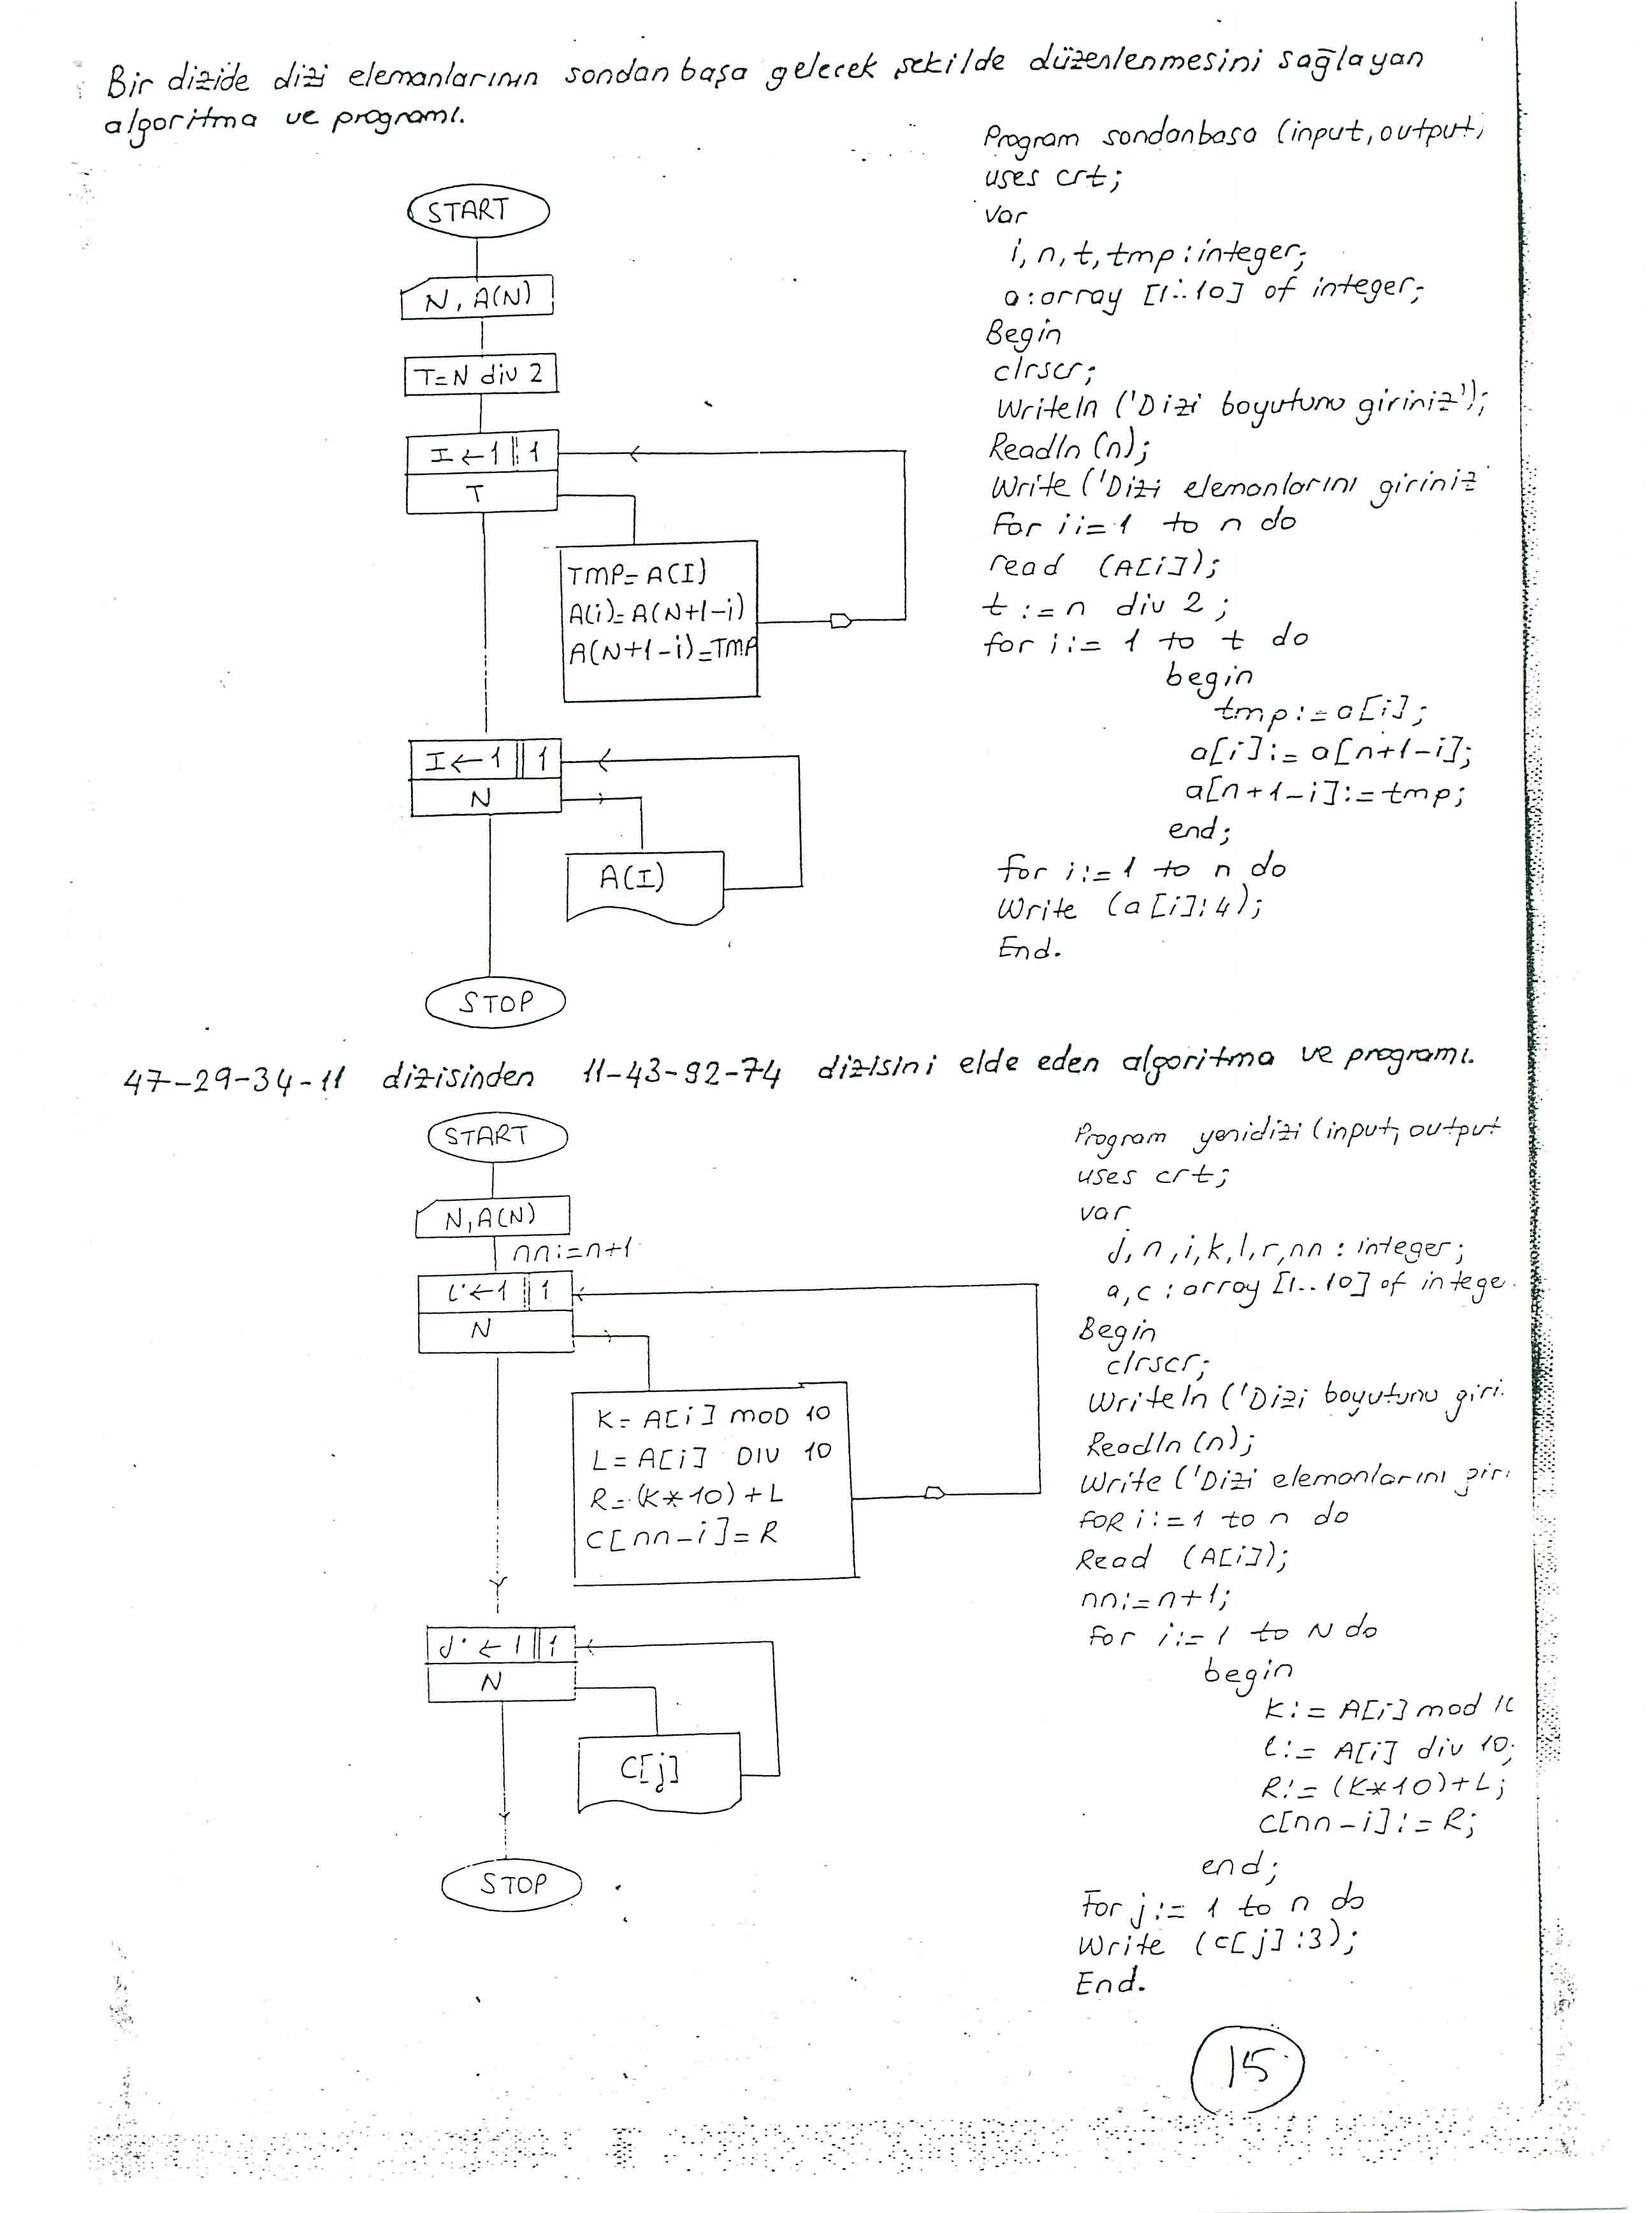 Bir dizide dizi elemanlarının sondan başa gelecek şekilde düzenlenmesini sağlayan
algoritma ve programı.
START
N, A(N)
T=N div 2
I ← 1 1
T
TMP= A(I)
A(i)= A(N+1-i)
A(N+1-i)=TMP
I ← 1 1
N
A(I)
STOP
Program sondanbasa (input, output)
uses crt;
var
i, n, t, tmp : integer;
a : array [1..10] of integer;
Begin
clrscr;
Writeln ('Dizi boyutunu giriniz');
Readln (n);
Write ('Dizi elemanlarını giriniz
For i:=1 to n do
read (A[i]);
t := n div 2;
for i:= 1 to t do
begin
tmp := a[i];
a[i] := a[n+1-i];
a[n+1-i] := tmp;
end;
for i:=1 to n do
Write (a[i]:4);
End.
47-29-34-11 dizisinden 11-43-92-74 dizisini elde eden algoritma ve programı.
START
N, A(N)
nn:=n+1
i ← 1 1
N
K= A[i] MOD 10
L= A[i] DIV 10
R=(K*10)+L
C[nn-i]=R
j ← 1 1
N
C[j]
STOP
Program yenidizi (input, output
uses crt;
var
j, n, i, k, l, r, nn : integer;
a, c : array [1..10] of intege
Begin
clrscr;
Writeln ('Dizi boyutunu giri
Readln (n);
Write ('Dizi elemanlarını giri
FOR i:=1 to n do
Read (A[i]);
nn:=n+1;
for i:=1 to N do
begin
K:= A[i] mod 10
l:= A[i] div 10;
R:= (K*10)+L;
C[nn-i]:= R;
end;
For j:= 1 to n do
Write (c[j]:3);
End.
15